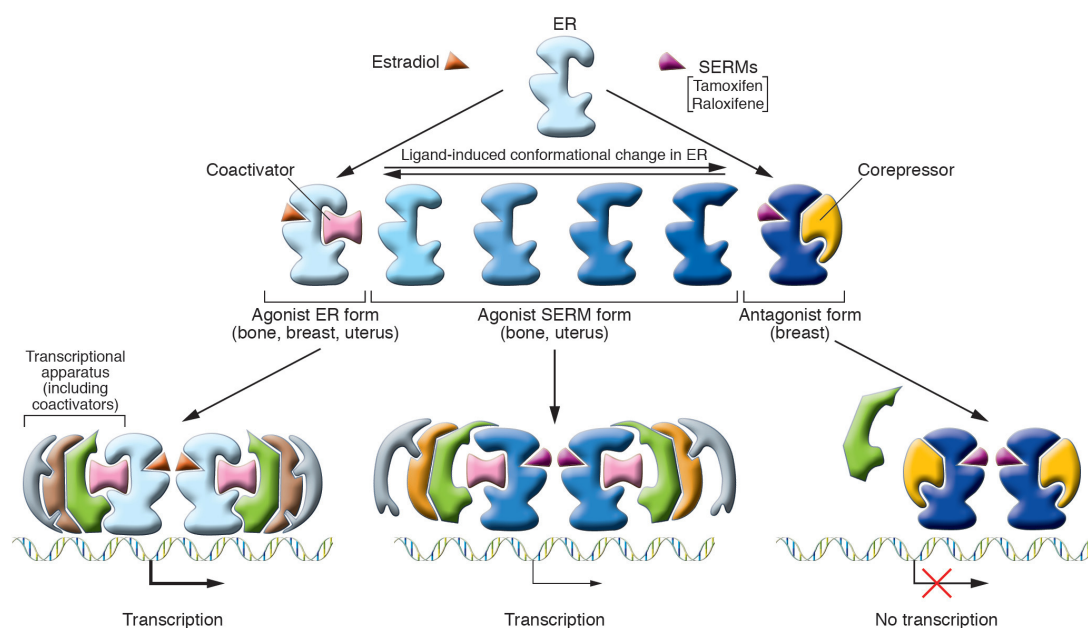 ER
Estradiol
SERMs
Tamoxifen
Raloxifene
Ligand-induced conformational change in ER
Coactivator
Corepressor
Agonist ER form
(bone, breast, uterus)
Agonist SERM form
(bone, uterus)
Antagonist form
(breast)
Transcriptional
apparatus
(including
coactivators)
Transcription
Transcription
No transcription